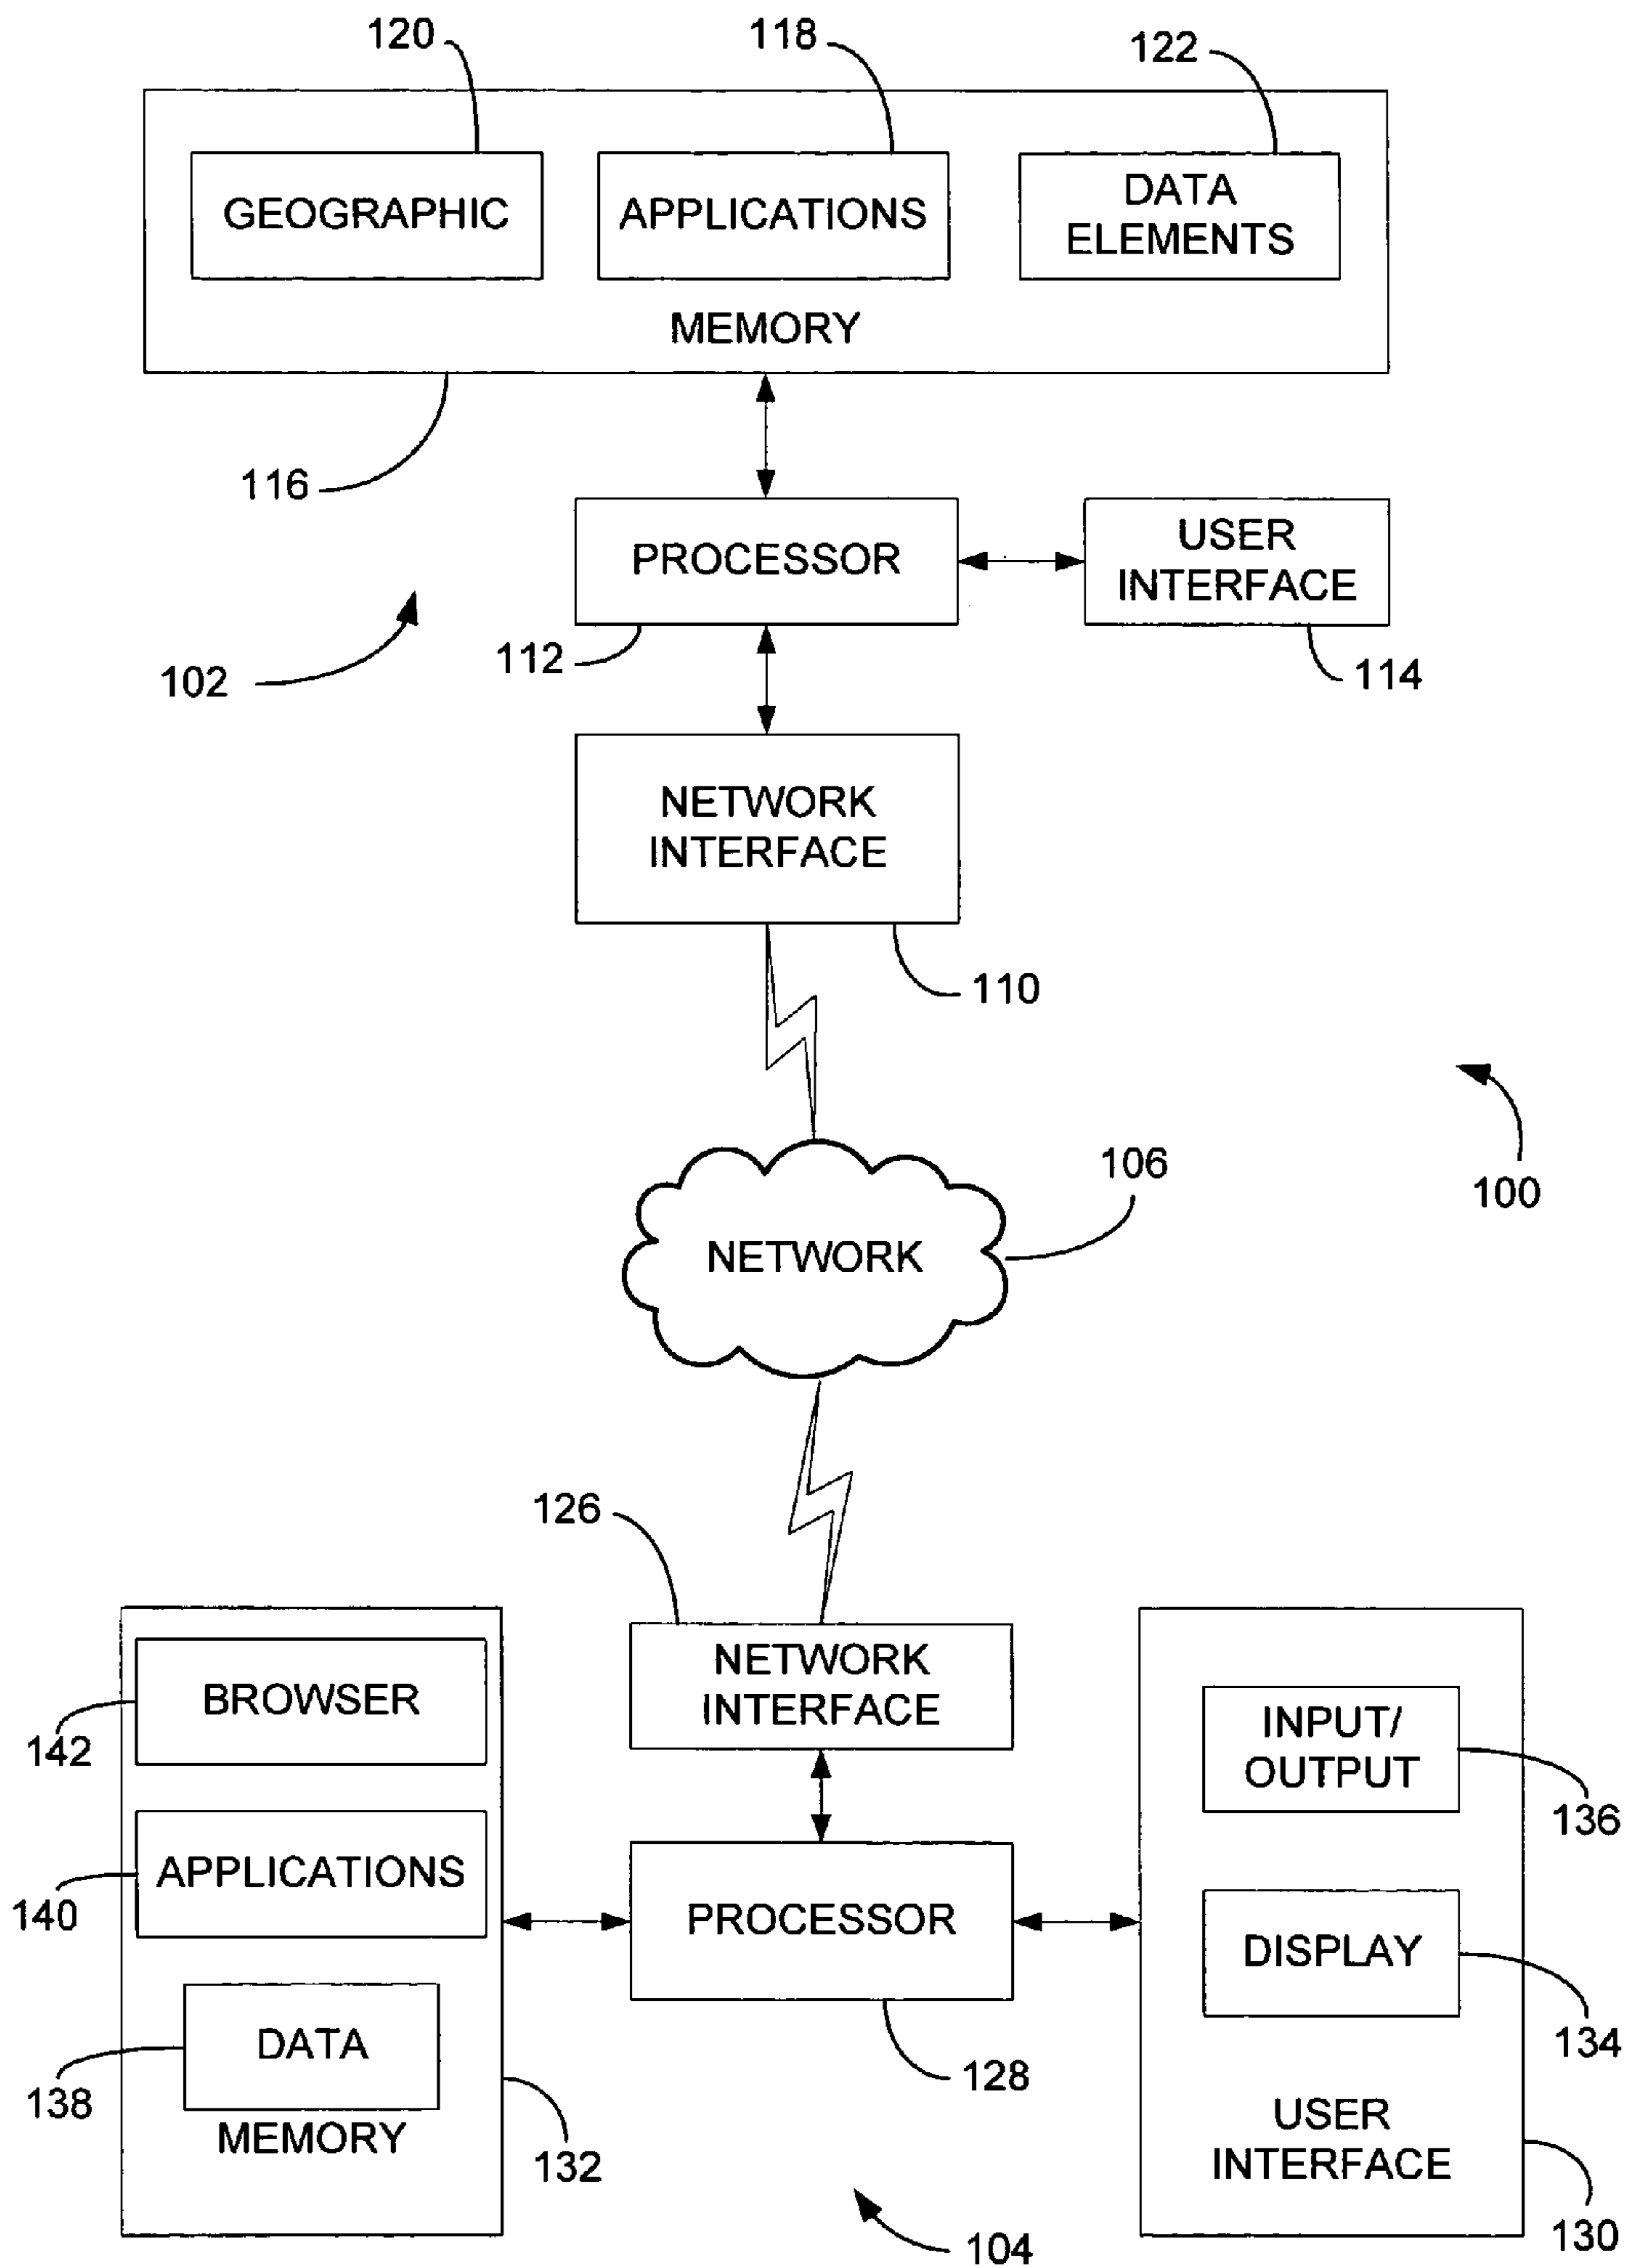 120
118
122
GEOGRAPHIC
APPLICATIONS
DATA
ELEMENTS
MEMORY
116
PROCESSOR
USER
INTERFACE
112
114
102
NETWORK
INTERFACE
110
106
100
NETWORK
126
NETWORK
INTERFACE
BROWSER
142
INPUT/
OUTPUT
136
APPLICATIONS
140
PROCESSOR
DISPLAY
134
DATA
138
128
MEMORY
132
USER
INTERFACE
130
104